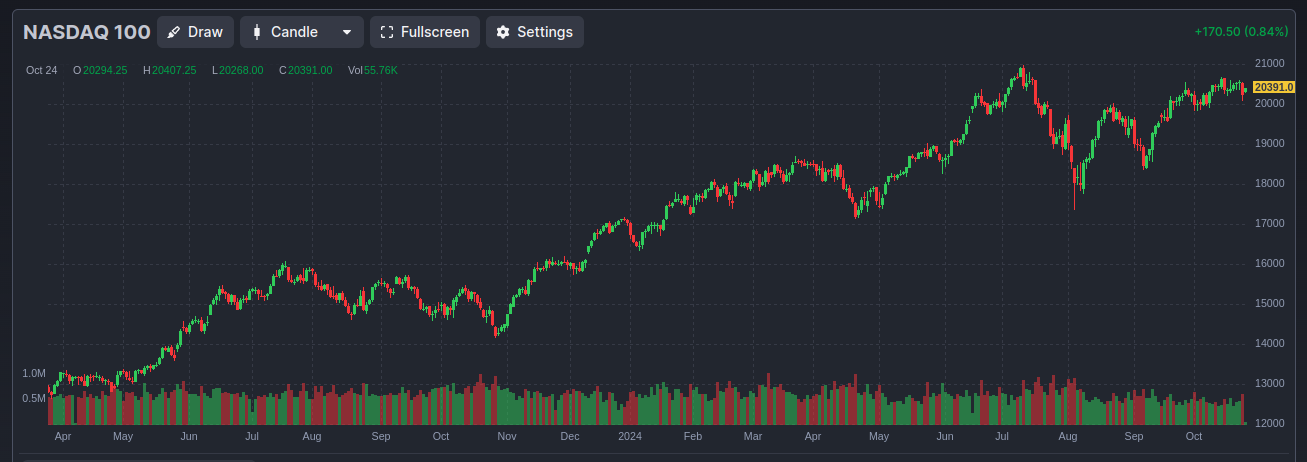 NASDAQ 100 Draw Candle Fullscreen Settings +170.50 (0.84%)
Oct 24 O 20294.25 H 20407.25 L 20268.00 C 20391.00 Vol 55.76K
21000
20391.0
20000
19000
18000
17000
16000
15000
14000
1.0M
13000
0.5M
12000
Apr May Jun Jul Aug Sep Oct Nov Dec 2024 Feb Mar Apr May Jun Jul Aug Sep Oct